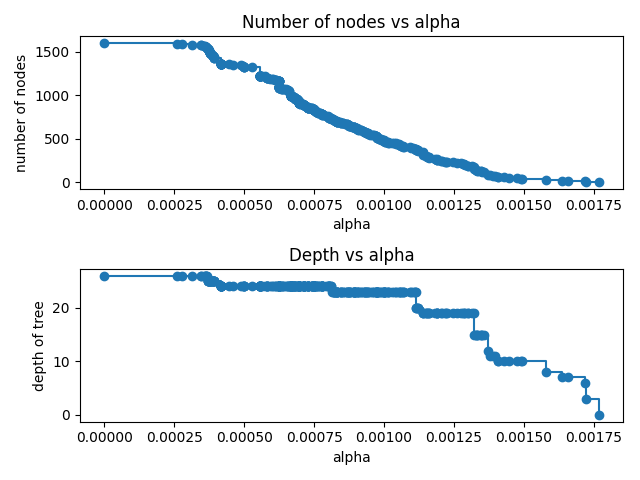 Number of nodes vs alpha
number of nodes
1500
1000
500
0
0.00000 0.00025 0.00050 0.00075 0.00100 0.00125 0.00150 0.00175
alpha
Depth vs alpha
depth of tree
20
10
0
0.00000 0.00025 0.00050 0.00075 0.00100 0.00125 0.00150 0.00175
alpha